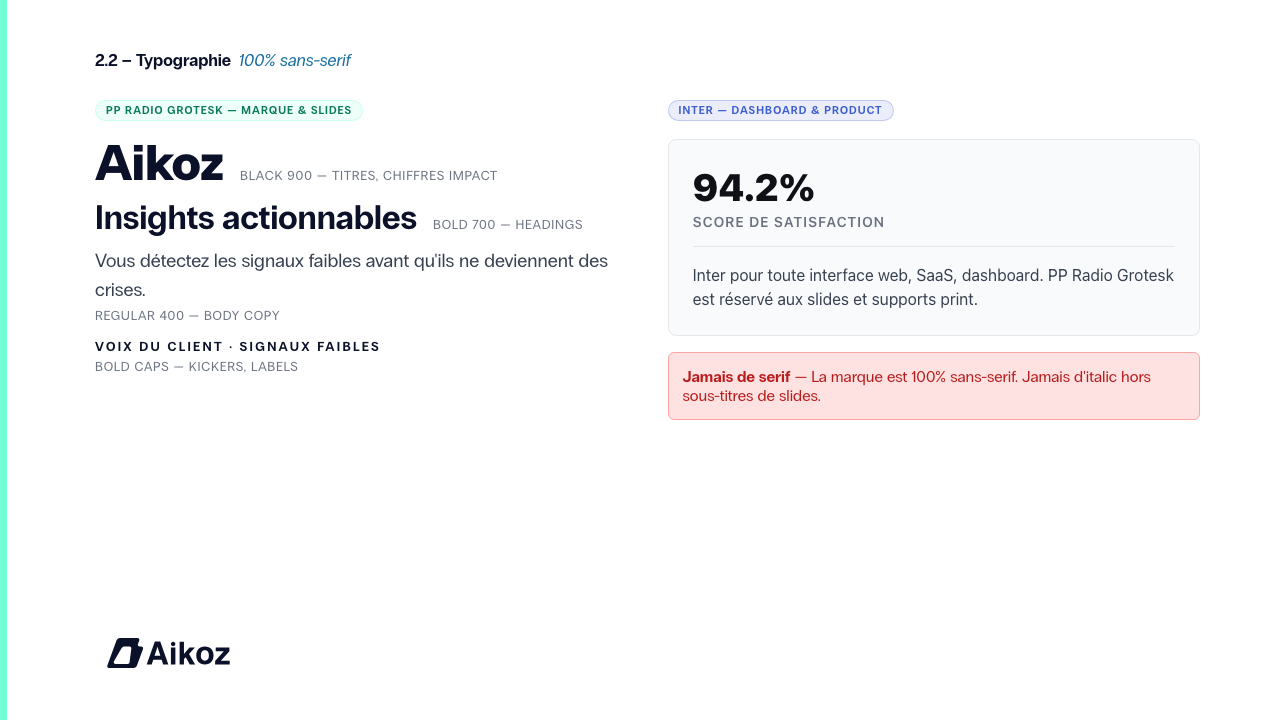 2.2 – Typographie 100% sans-serif
PP RADIO GROTESK — MARQUE & SLIDES
Aikoz BLACK 900 — TITRES, CHIFFRES IMPACT
Insights actionnables BOLD 700 — HEADINGS
Vous détectez les signaux faibles avant qu'ils ne deviennent des
crises.
REGULAR 400 — BODY COPY
VOIX DU CLIENT · SIGNAUX FAIBLES
BOLD CAPS — KICKERS, LABELS
INTER — DASHBOARD & PRODUCT
94.2%
SCORE DE SATISFACTION
Inter pour toute interface web, SaaS, dashboard. PP Radio Grotesk
est réservé aux slides et supports print.
Jamais de serif — La marque est 100% sans-serif. Jamais d'italic hors
sous-titres de slides.
Aikoz